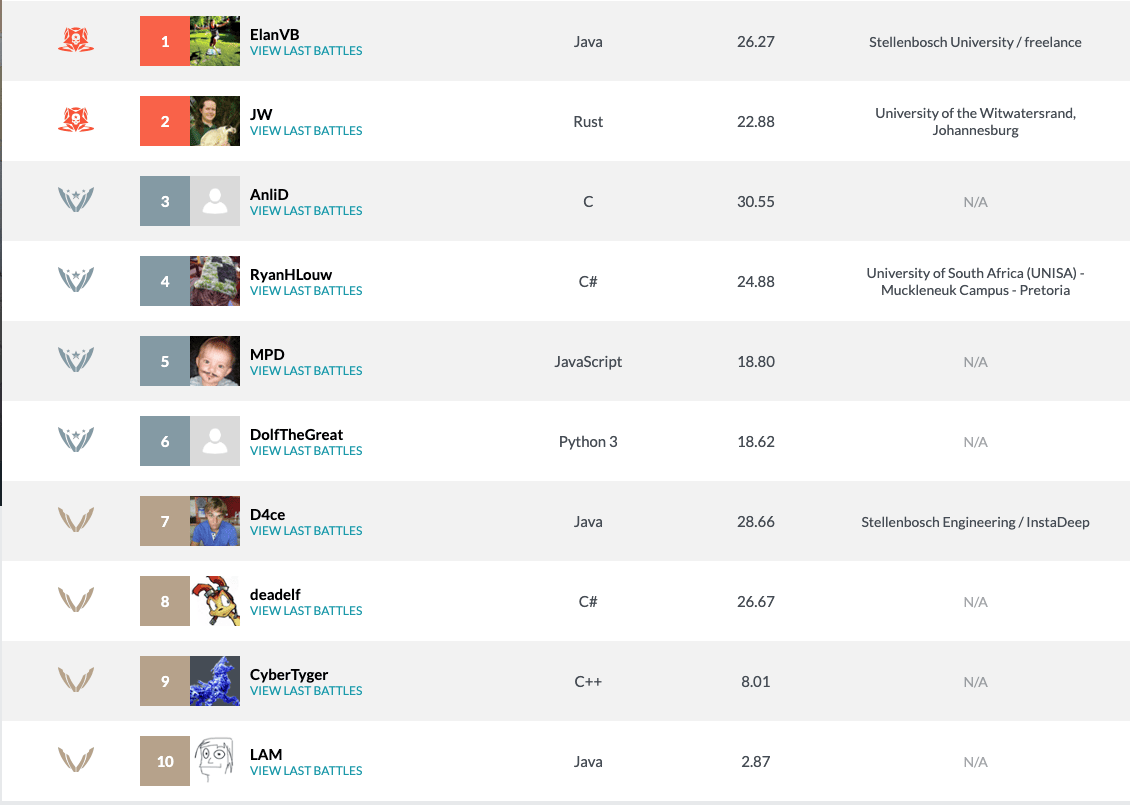 1
ElanVB
VIEW LAST BATTLES
Java
26.27
Stellenbosch University / freelance
2
JW
VIEW LAST BATTLES
Rust
22.88
University of the Witwatersrand,
Johannesburg
3
AnliD
VIEW LAST BATTLES
C
30.55
N/A
4
RyanHLouw
VIEW LAST BATTLES
C#
24.88
University of South Africa (UNISA) -
Muckleneuk Campus - Pretoria
5
MPD
VIEW LAST BATTLES
JavaScript
18.80
N/A
6
DolfTheGreat
VIEW LAST BATTLES
Python 3
18.62
N/A
7
D4ce
VIEW LAST BATTLES
Java
28.66
Stellenbosch Engineering / InstaDeep
8
deadelf
VIEW LAST BATTLES
C#
26.67
N/A
9
CyberTyger
VIEW LAST BATTLES
C++
8.01
N/A
10
LAM
VIEW LAST BATTLES
Java
2.87
N/A